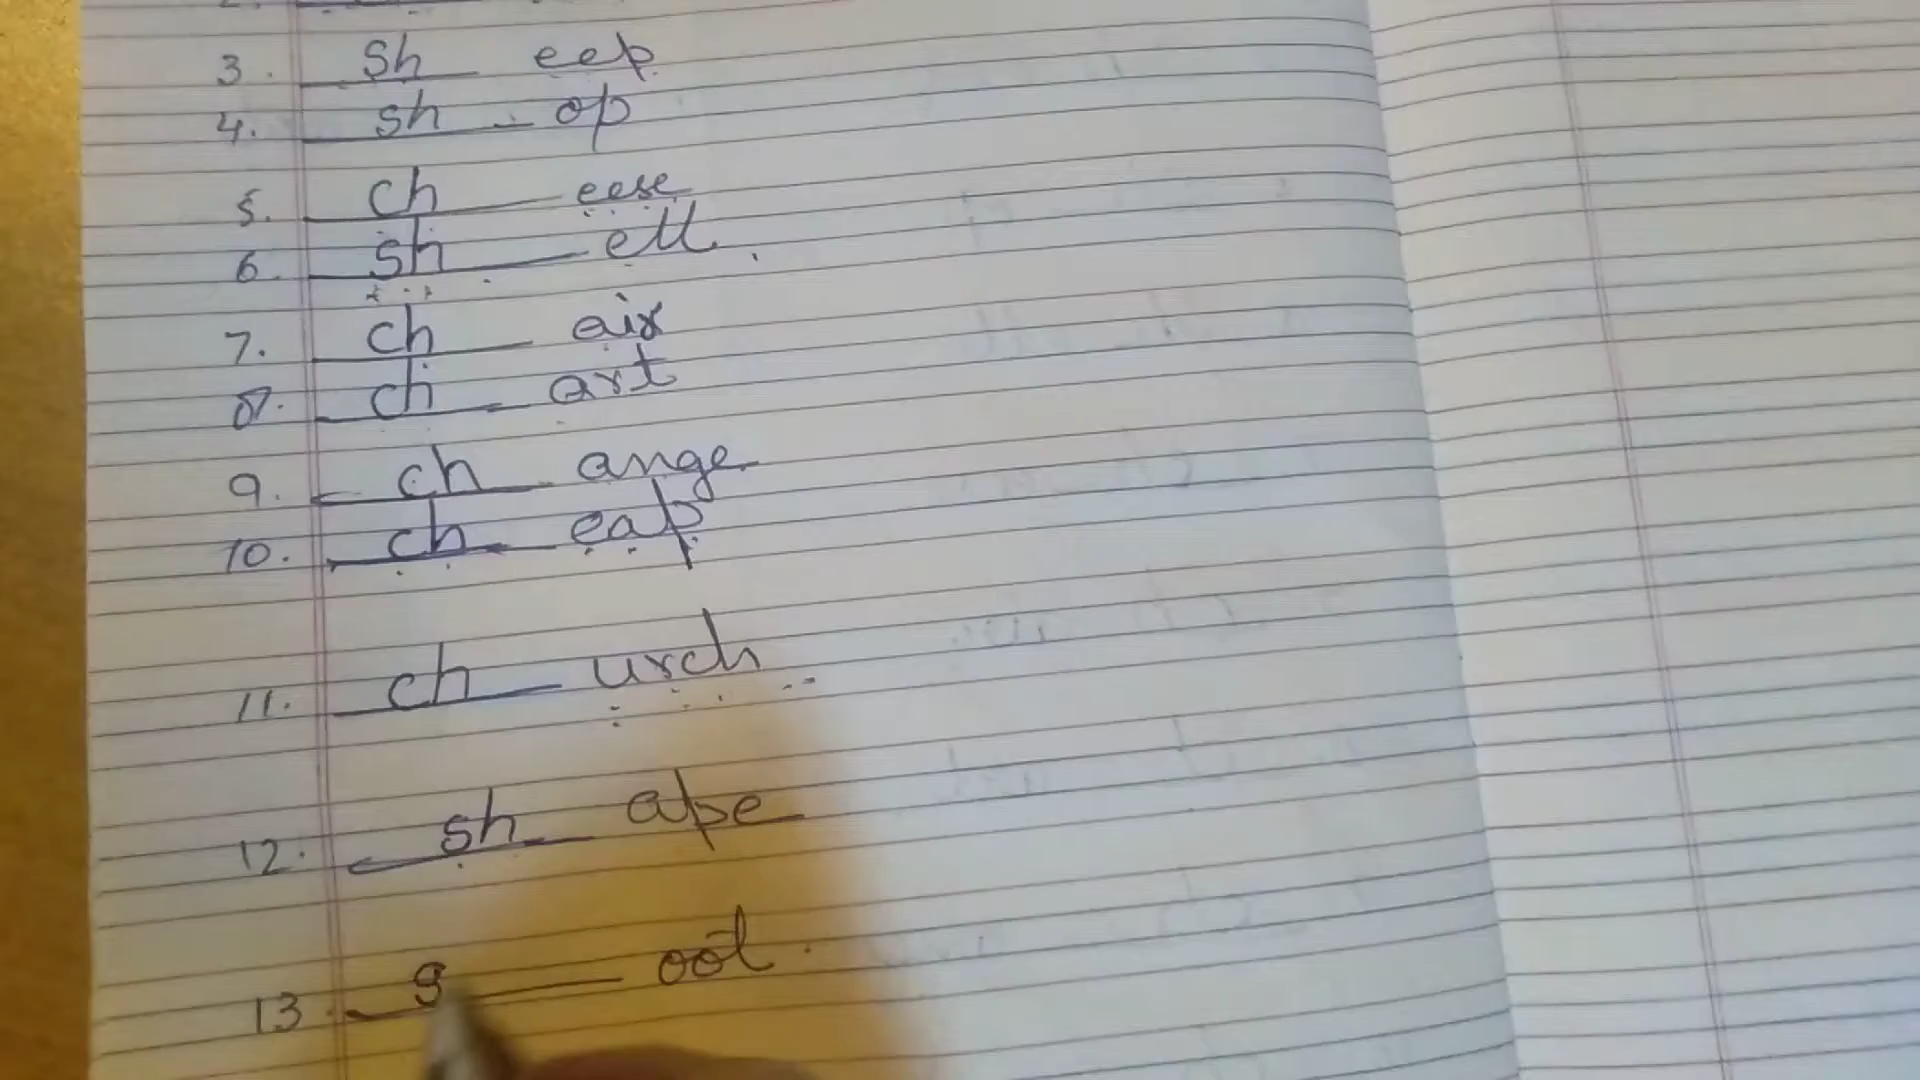 3. sh eep
4. sh op
5. ch eese
6. sh ell
7. ch air
8. ch art
9. ch ange
10. ch eap
11. ch urch
12. sh ape
13. s oot